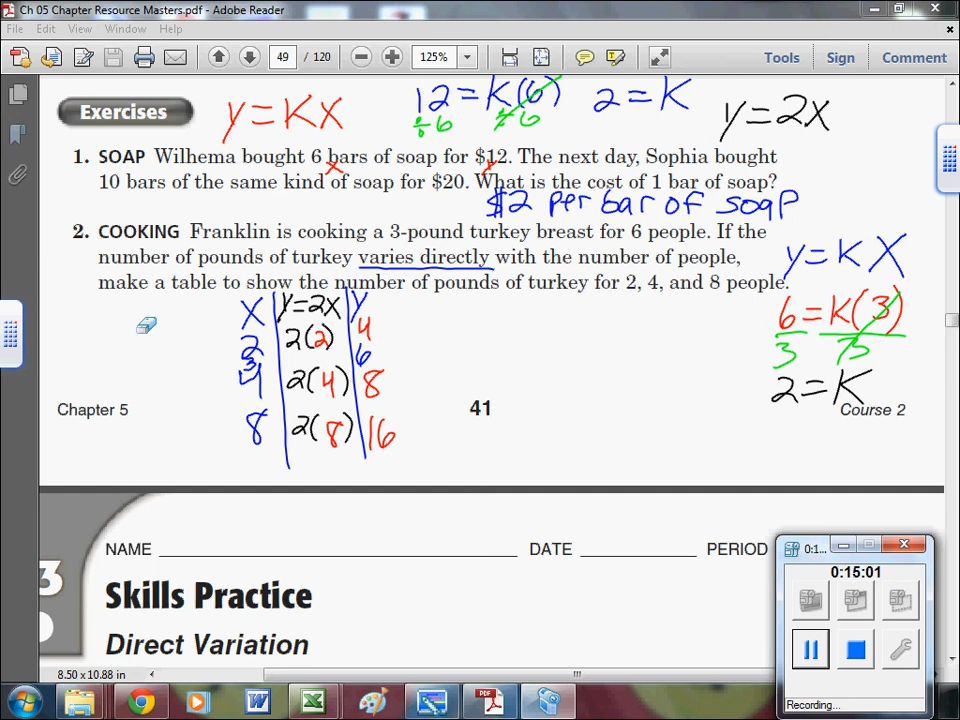 Ch 05 Chapter Resource Masters.pdf - Adobe Reader
File Edit View Window Help
49 / 120 125% Tools Sign Comment
Exercises
y = KX
12 = K(6)
÷6 ÷6
2 = K
y = 2x
1. SOAP Wilhema bought 6 bars of soap for $12. The next day, Sophia bought
x
10 bars of the same kind of soap for $20. What is the cost of 1 bar of soap?
$2 per bar of soap
2. COOKING Franklin is cooking a 3-pound turkey breast for 6 people. If the
number of pounds of turkey varies directly with the number of people,
make a table to show the number of pounds of turkey for 2, 4, and 8 people.
y = K X
6 = K(3)
3 3
2 = K
X y=2x y
2 2(2) 4
3 6
4 2(4) 8
8 2(8) 16
Chapter 5 41 Course 2
NAME DATE PERIOD
3
Skills Practice
Direct Variation
0:1...
0:15:01
Recording...
8.50 x 10.88 in